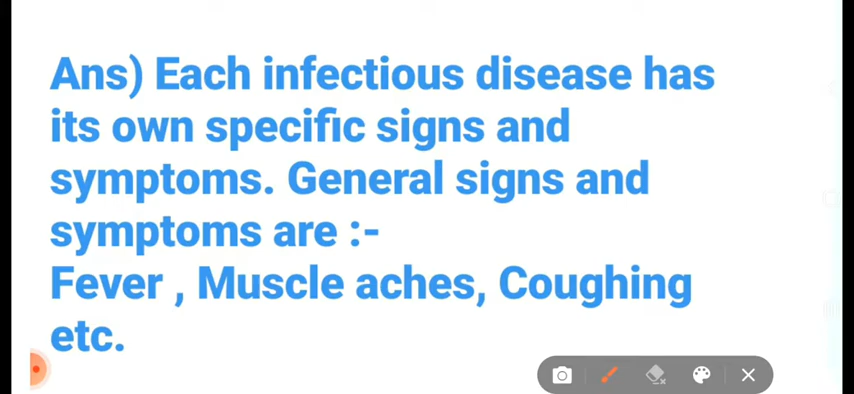 Ans) Each infectious disease has
its own specific signs and
symptoms. General signs and
symptoms are :-
Fever , Muscle aches, Coughing
etc.